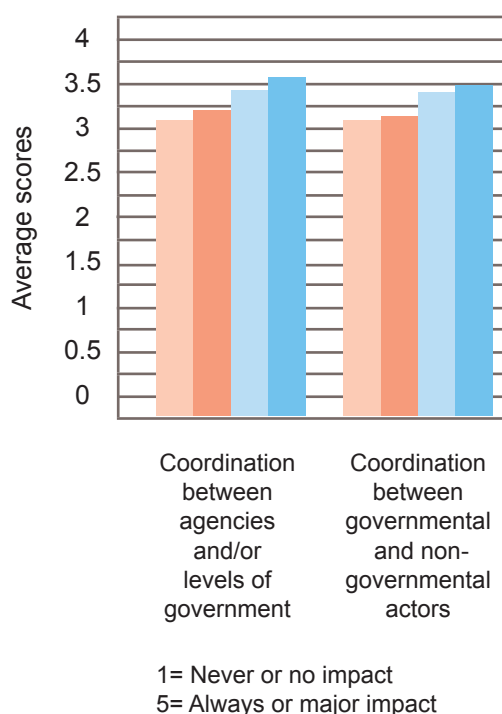 Average scores
4
3.5
3
2.5
2
1.5
1
0.5
0
Coordination
between
agencies
and/or
levels of
government
Coordination
between
governmental
and non-
governmental
actors
1= Never or no impact
5= Always or major impact